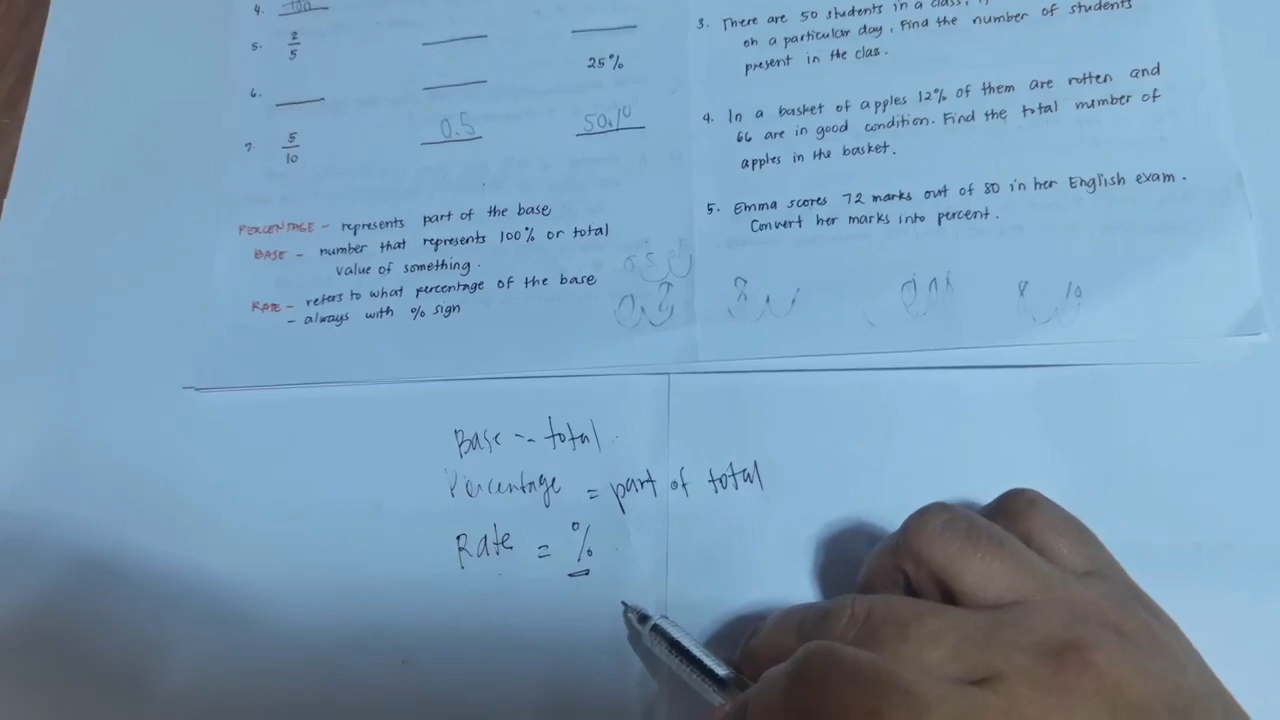 4. 100
5. 2/5
25%
6.
7. 5/10 0.5 50%
PERCENTAGE - represents part of the base
BASE - number that represents 100% or total
value of something.
RATE - refers to what percentage of the base
- always with % sign
3. There are 50 students in a class,
on a particular day, Find the number of students
present in the clas.
4. In a basket of apples 12% of them are rotten and
66 are in good condition. Find the total number of
apples in the basket.
5. Emma scores 72 marks out of 80 in her English exam.
Convert her marks into percent.
Base -- total
Percentage = part of total
Rate = %